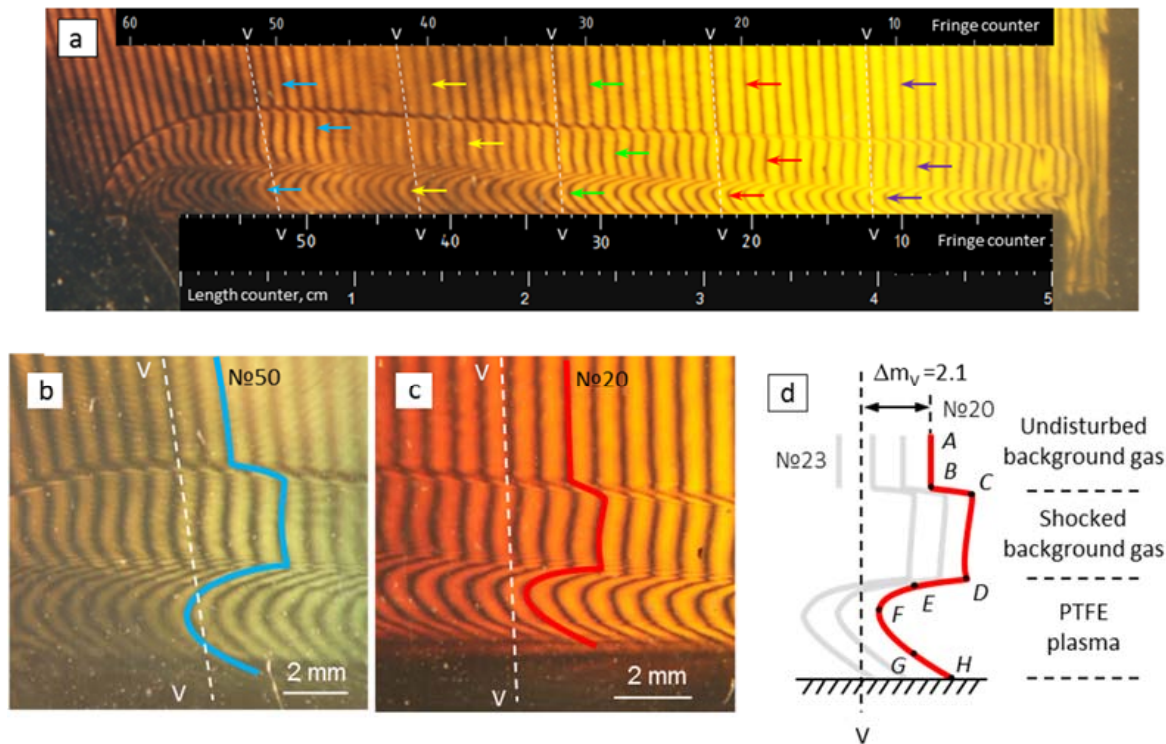 a
60 50 V 40 V 30 V 20 V 10 V Fringe counter
V 50 V 40 V 30 V 20 V 10 Fringe counter
Length counter, cm 1 2 3 4 5
b
V
№50
V
2 mm
c
V
№20
V
2 mm
d
Δmv=2.1
№20
№23
A
B
C
D
E
F
G
H
V
Undisturbed
background gas
Shocked
background gas
PTFE
plasma